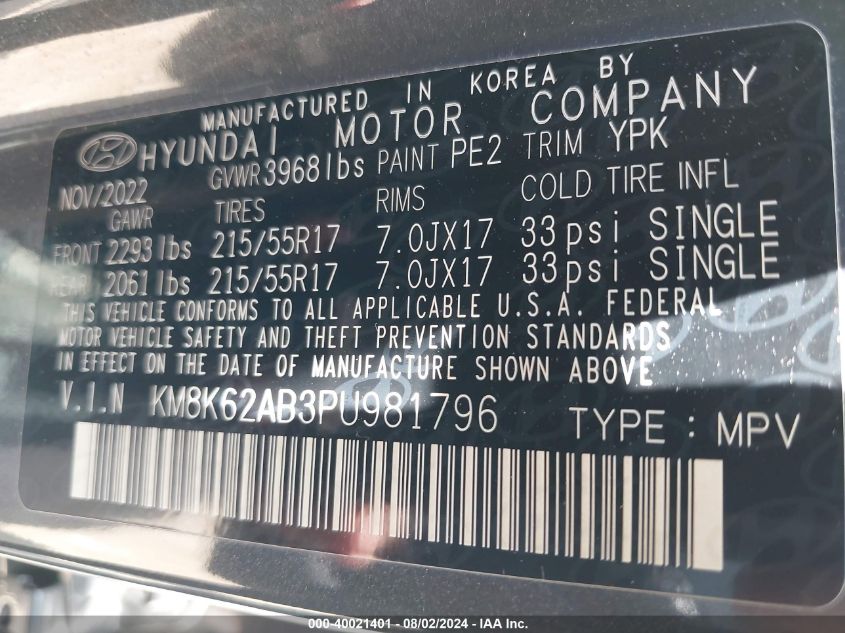 MANUFACTURED IN KOREA BY
HYUNDAI MOTOR COMPANY
NOV/2022 GVWR 3968 lbs PAINT PE2 TRIM YPK
GAWR TIRES RIMS COLD TIRE INFL
FRONT 2293 lbs 215/55R17 7.0JX17 33psi SINGLE
REAR 2061 lbs 215/55R17 7.0JX17 33psi SINGLE
THIS VEHICLE CONFORMS TO ALL APPLICABLE U.S.A. FEDERAL
MOTOR VEHICLE SAFETY AND THEFT PREVENTION STANDARDS
IN EFFECT ON THE DATE OF MANUFACTURE SHOWN ABOVE
V.I.N KM8K62AB3PU981796 TYPE : MPV
000-40021401 - 08/02/2024 - IAA Inc.